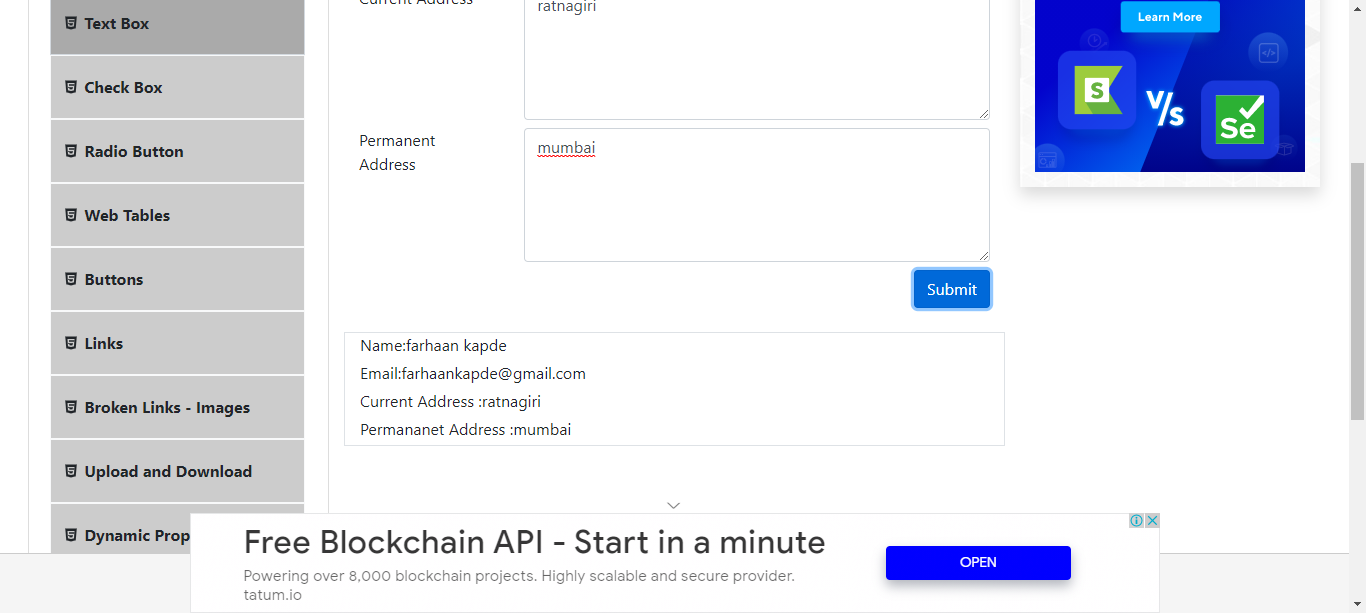 Text Box
Check Box
Radio Button
Web Tables
Buttons
Links
Broken Links - Images
Upload and Download
Dynamic Prop
Current Address
ratnagiri
Permanent
Address
mumbai
Submit
Name:farhaan kapde
Email:farhaankapde@gmail.com
Current Address :ratnagiri
Permananet Address :mumbai
Learn More
S
V/s
Se
Free Blockchain API - Start in a minute
Powering over 8,000 blockchain projects. Highly scalable and secure provider.
tatum.io
OPEN